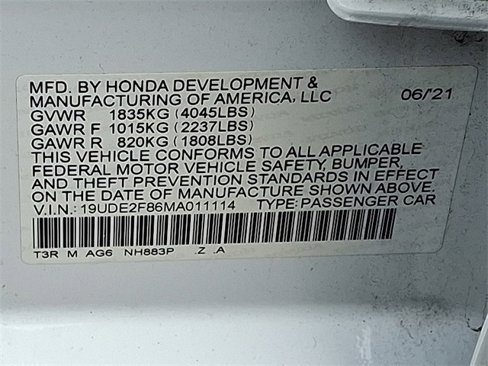 MFD. BY HONDA DEVELOPMENT &
MANUFACTURING OF AMERICA, LLC 06/'21
GVWR 1835KG (4045LBS)
GAWR F 1015KG (2237LBS)
GAWR R 820KG (1808LBS)
THIS VEHICLE CONFORMS TO ALL APPLICABLE
FEDERAL MOTOR VEHICLE SAFETY, BUMPER,
AND THEFT PREVENTION STANDARDS IN EFFECT
ON THE DATE OF MANUFACTURE SHOWN ABOVE.
V.I.N.: 19UDE2F86MA011114 TYPE: PASSENGER CAR
T3R M AG6 NH883P .Z .A